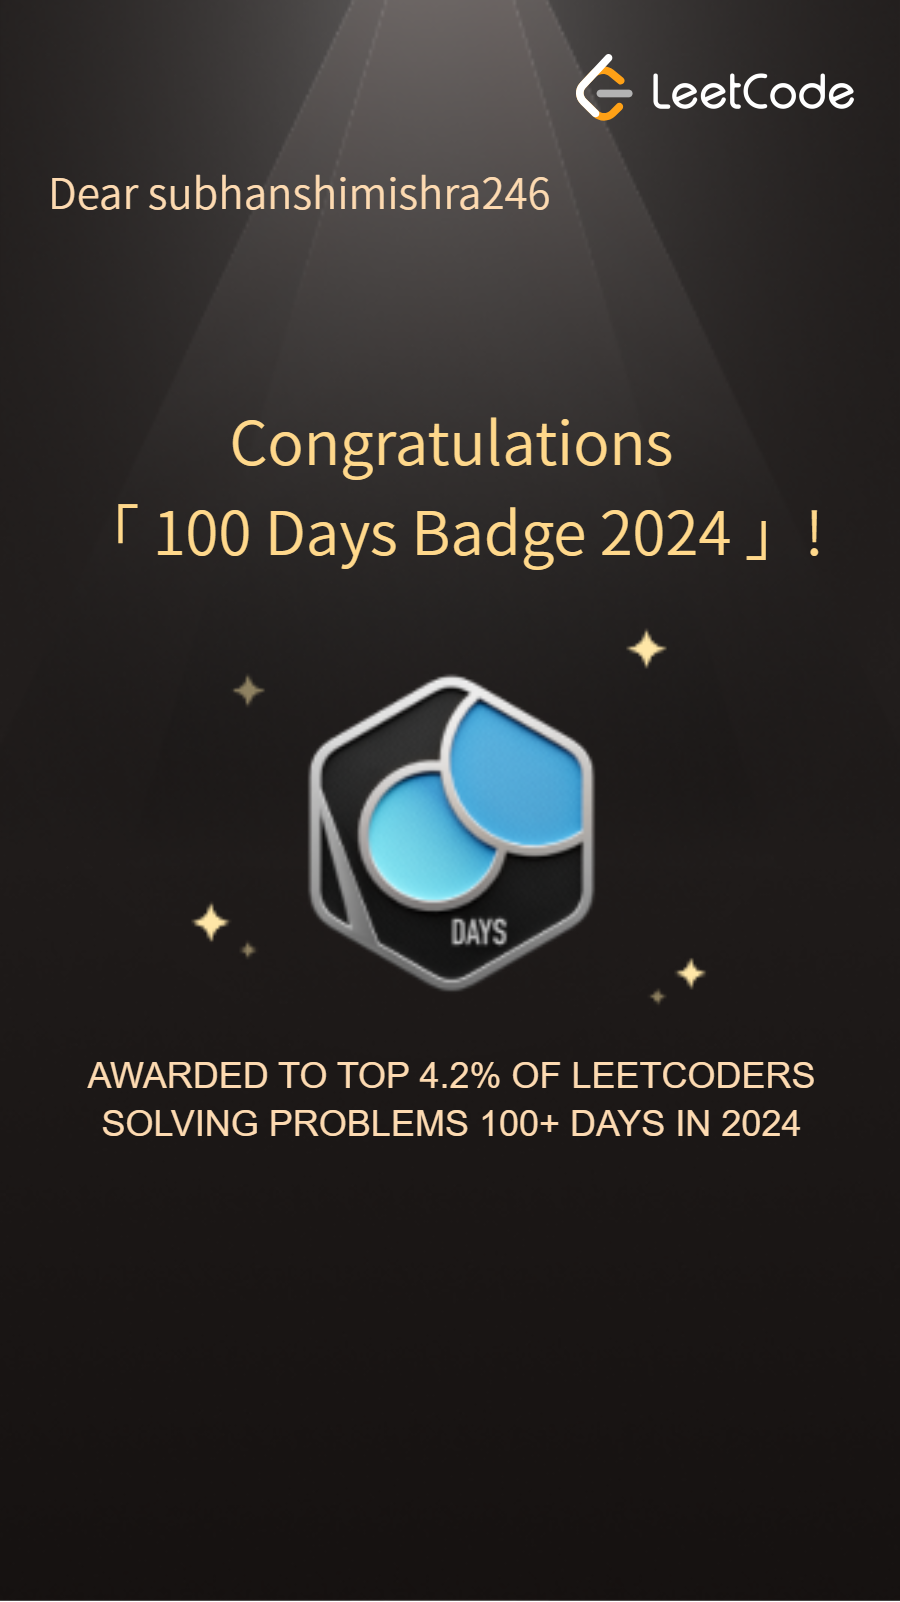 LeetCode
Dear subhanshimishra246
Congratulations
「 100 Days Badge 2024 」!
DAYS
AWARDED TO TOP 4.2% OF LEETCODERS
SOLVING PROBLEMS 100+ DAYS IN 2024